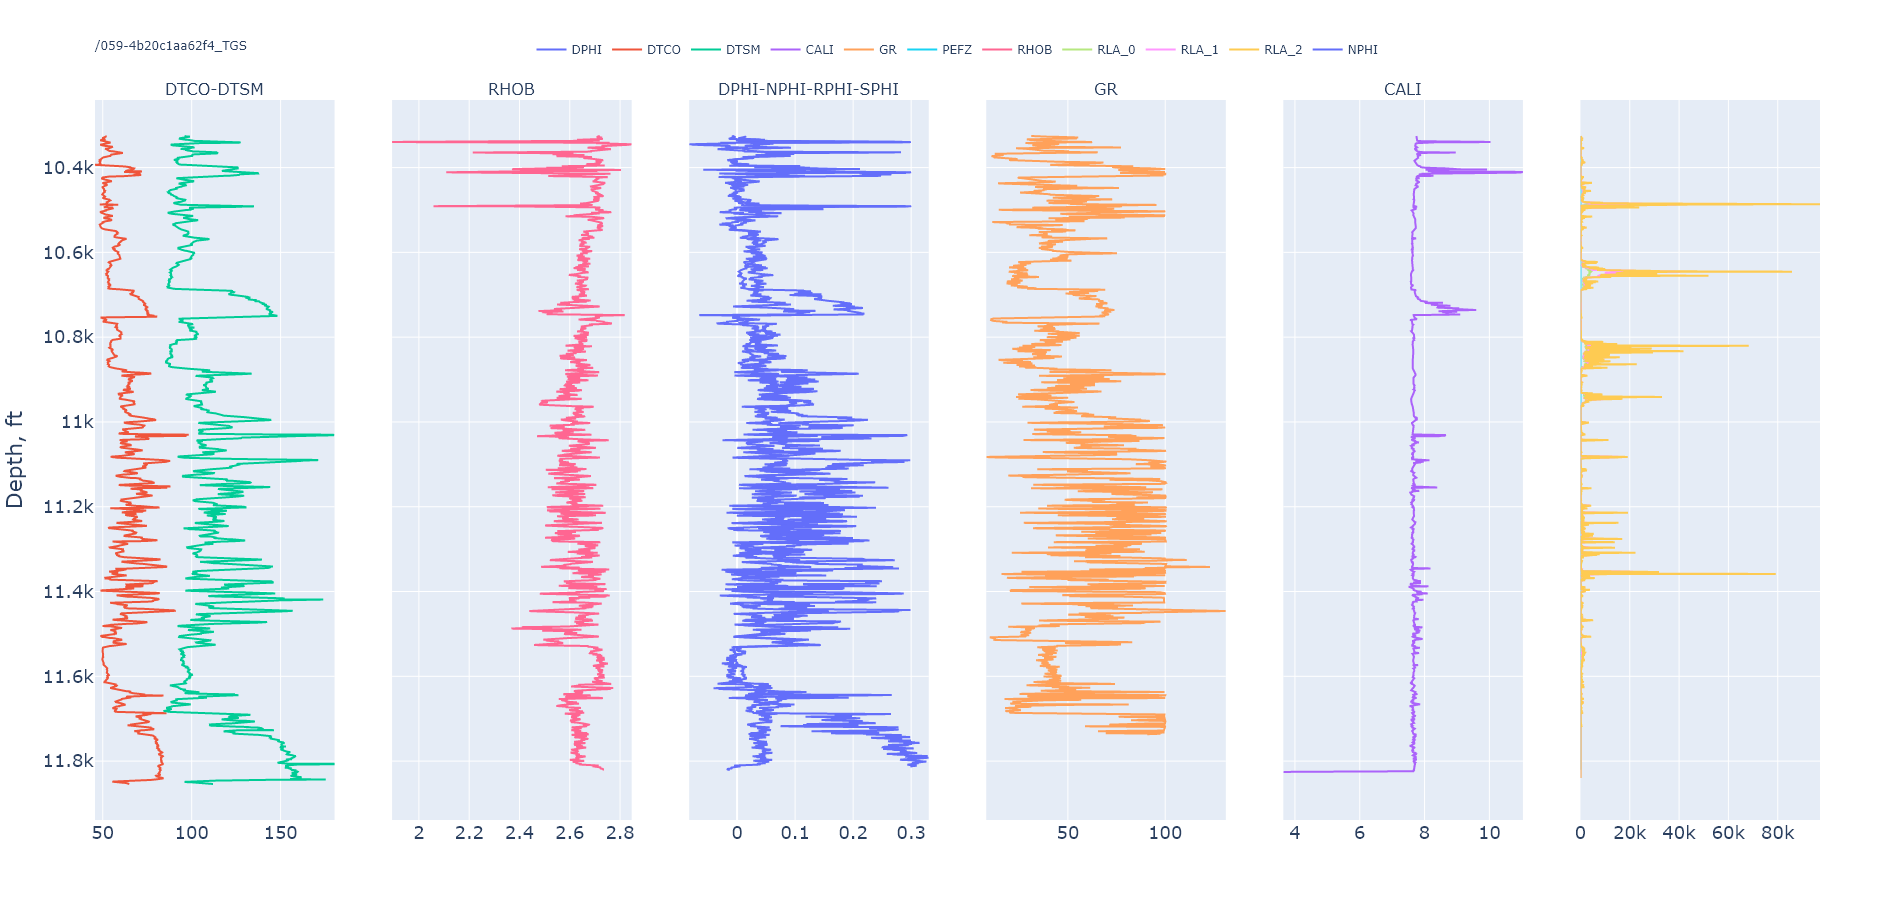 /059-4b20c1aa62f4_TGS
DPHI DTCO DTSM CALI GR PEFZ RHOB RLA_0 RLA_1 RLA_2 NPHI
DTCO-DTSM RHOB DPHI-NPHI-RPHI-SPHI GR CALI
Depth, ft
10.4k
10.6k
10.8k
11k
11.2k
11.4k
11.6k
11.8k
50 100 150 2 2.2 2.4 2.6 2.8 0 0.1 0.2 0.3 50 100 4 6 8 10 0 20k 40k 60k 80k